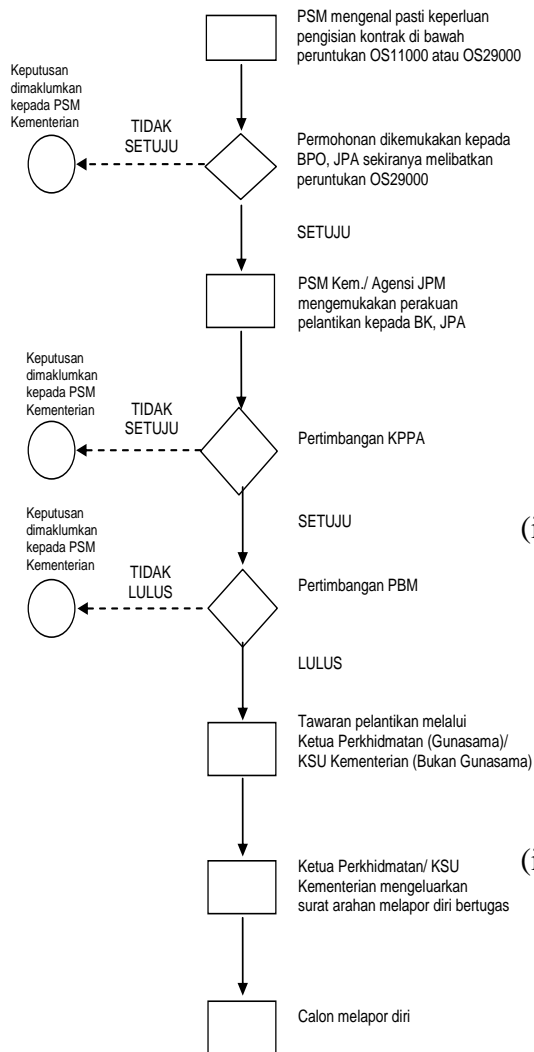 PSM mengenal pasti keperluan
pengisian kontrak di bawah
peruntukan OS11000 atau OS29000
Keputusan
dimaklumkan
kepada PSM
Kementerian
TIDAK
SETUJU
Permohonan dikemukakan kepada
BPO, JPA sekiranya melibatkan
peruntukan OS29000
SETUJU
PSM Kem./ Agensi JPM
mengemukakan perakuan
pelantikan kepada BK, JPA
Keputusan
dimaklumkan
kepada PSM
Kementerian
TIDAK
SETUJU
Pertimbangan KPPA
SETUJU
Keputusan
dimaklumkan
kepada PSM
Kementerian
TIDAK
LULUS
Pertimbangan PBM
LULUS
Tawaran pelantikan melalui
Ketua Perkhidmatan (Gunasama)/
KSU Kementerian (Bukan Gunasama)
Ketua Perkhidmatan/ KSU
Kementerian mengeluarkan
surat arahan melapor diri bertugas
Calon melapor diri